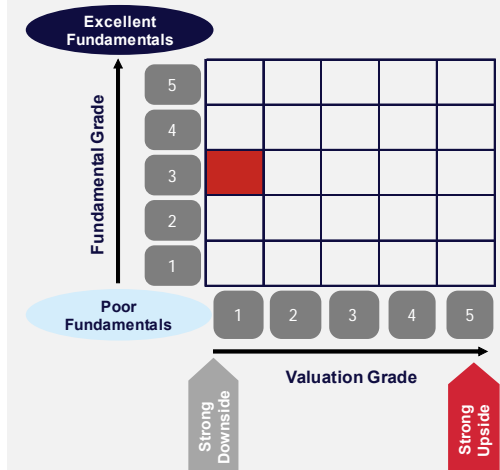 Excellent
Fundamentals
Fundamental Grade
5
4
3
2
1
Poor
Fundamentals
1 2 3 4 5
Valuation Grade
Strong
Downside
Strong
Upside